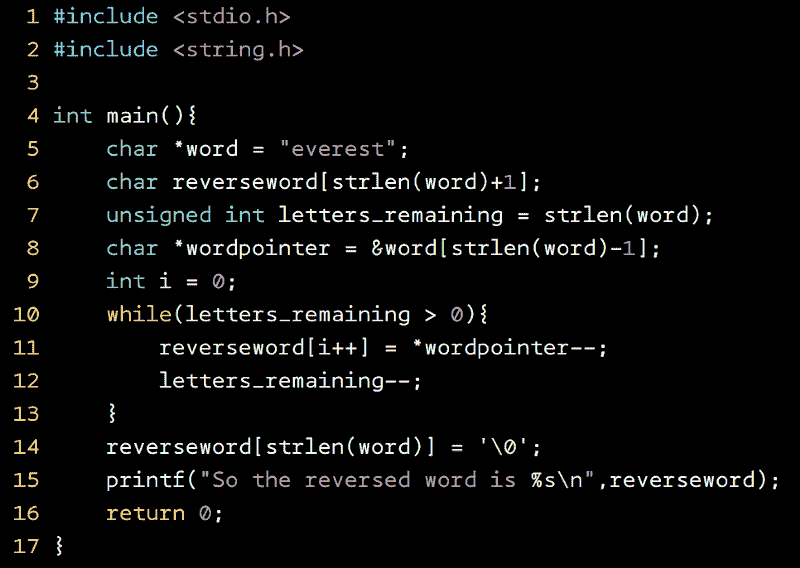 1 #include <stdio.h>
2 #include <string.h>
3
4 int main(){
5     char *word = "everest";
6     char reverseword[strlen(word)+1];
7     unsigned int letters_remaining = strlen(word);
8     char *wordpointer = &word[strlen(word)-1];
9     int i = 0;
10     while(letters_remaining > 0){
11         reverseword[i++] = *wordpointer--;
12         letters_remaining--;
13     }
14     reverseword[strlen(word)] = '\0';
15     printf("So the reversed word is %s\n",reverseword);
16     return 0;
17 }